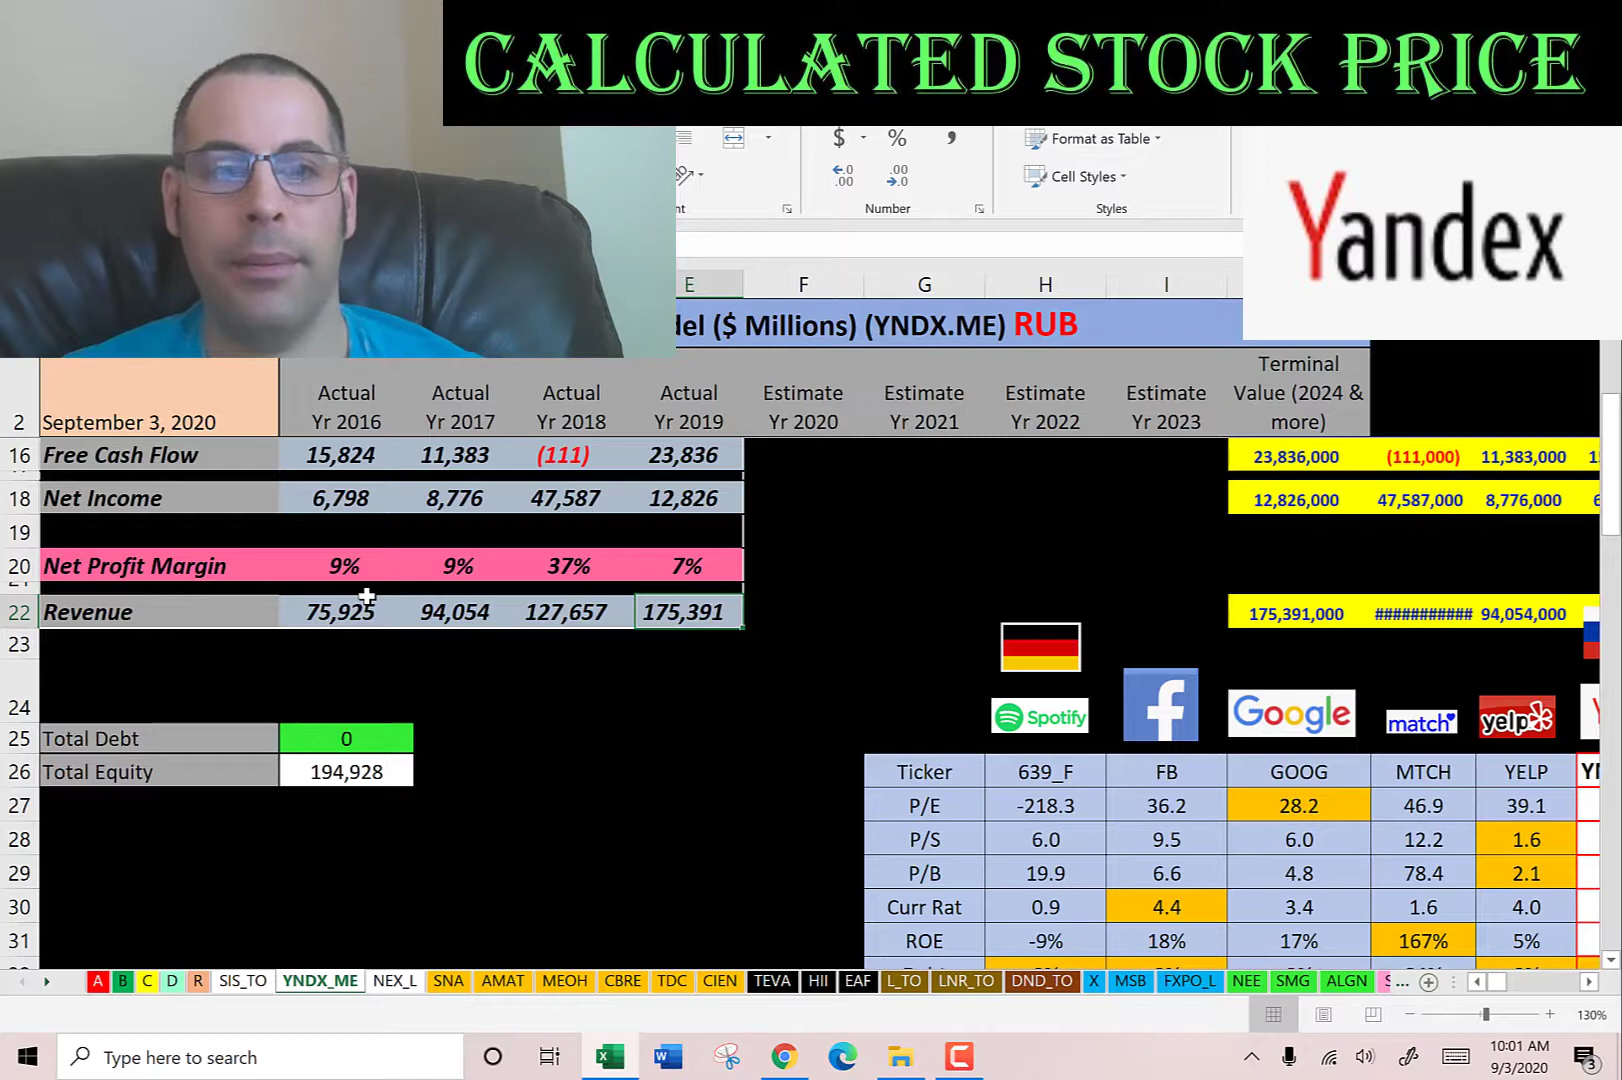 CALCULATED STOCK PRICE
$ % , Format as Table
.00 .00 Cell Styles
nt Number Styles
Yandex
E F G H I
del ($ Millions) (YNDX.ME) RUB
2 September 3, 2020 Actual Yr 2016 Actual Yr 2017 Actual Yr 2018 Actual Yr 2019 Estimate Yr 2020 Estimate Yr 2021 Estimate Yr 2022 Estimate Yr 2023 Terminal Value (2024 & more)
16 Free Cash Flow 15,824 11,383 (111) 23,836 23,836,000 (111,000) 11,383,000
18 Net Income 6,798 8,776 47,587 12,826 12,826,000 47,587,000 8,776,000
19
20 Net Profit Margin 9% 9% 37% 7%
22 Revenue 75,925 94,054 127,657 175,391 175,391,000 ########### 94,054,000
23
24 Spotify f Google match yelp
25 Total Debt 0
26 Total Equity 194,928 Ticker 639_F FB GOOG MTCH YELP
27 P/E -218.3 36.2 28.2 46.9 39.1
28 P/S 6.0 9.5 6.0 12.2 1.6
29 P/B 19.9 6.6 4.8 78.4 2.1
30 Curr Rat 0.9 4.4 3.4 1.6 4.0
31 ROE -9% 18% 17% 167% 5%
A B C D R SIS_TO YNDX_ME NEX_L SNA AMAT MEOH CBRE TDC CIEN TEVA HII EAF L_TO LNR_TO DND_TO X MSB FXPO_L NEE SMG ALGN ...
130%
Type here to search
10:01 AM
9/3/2020
3